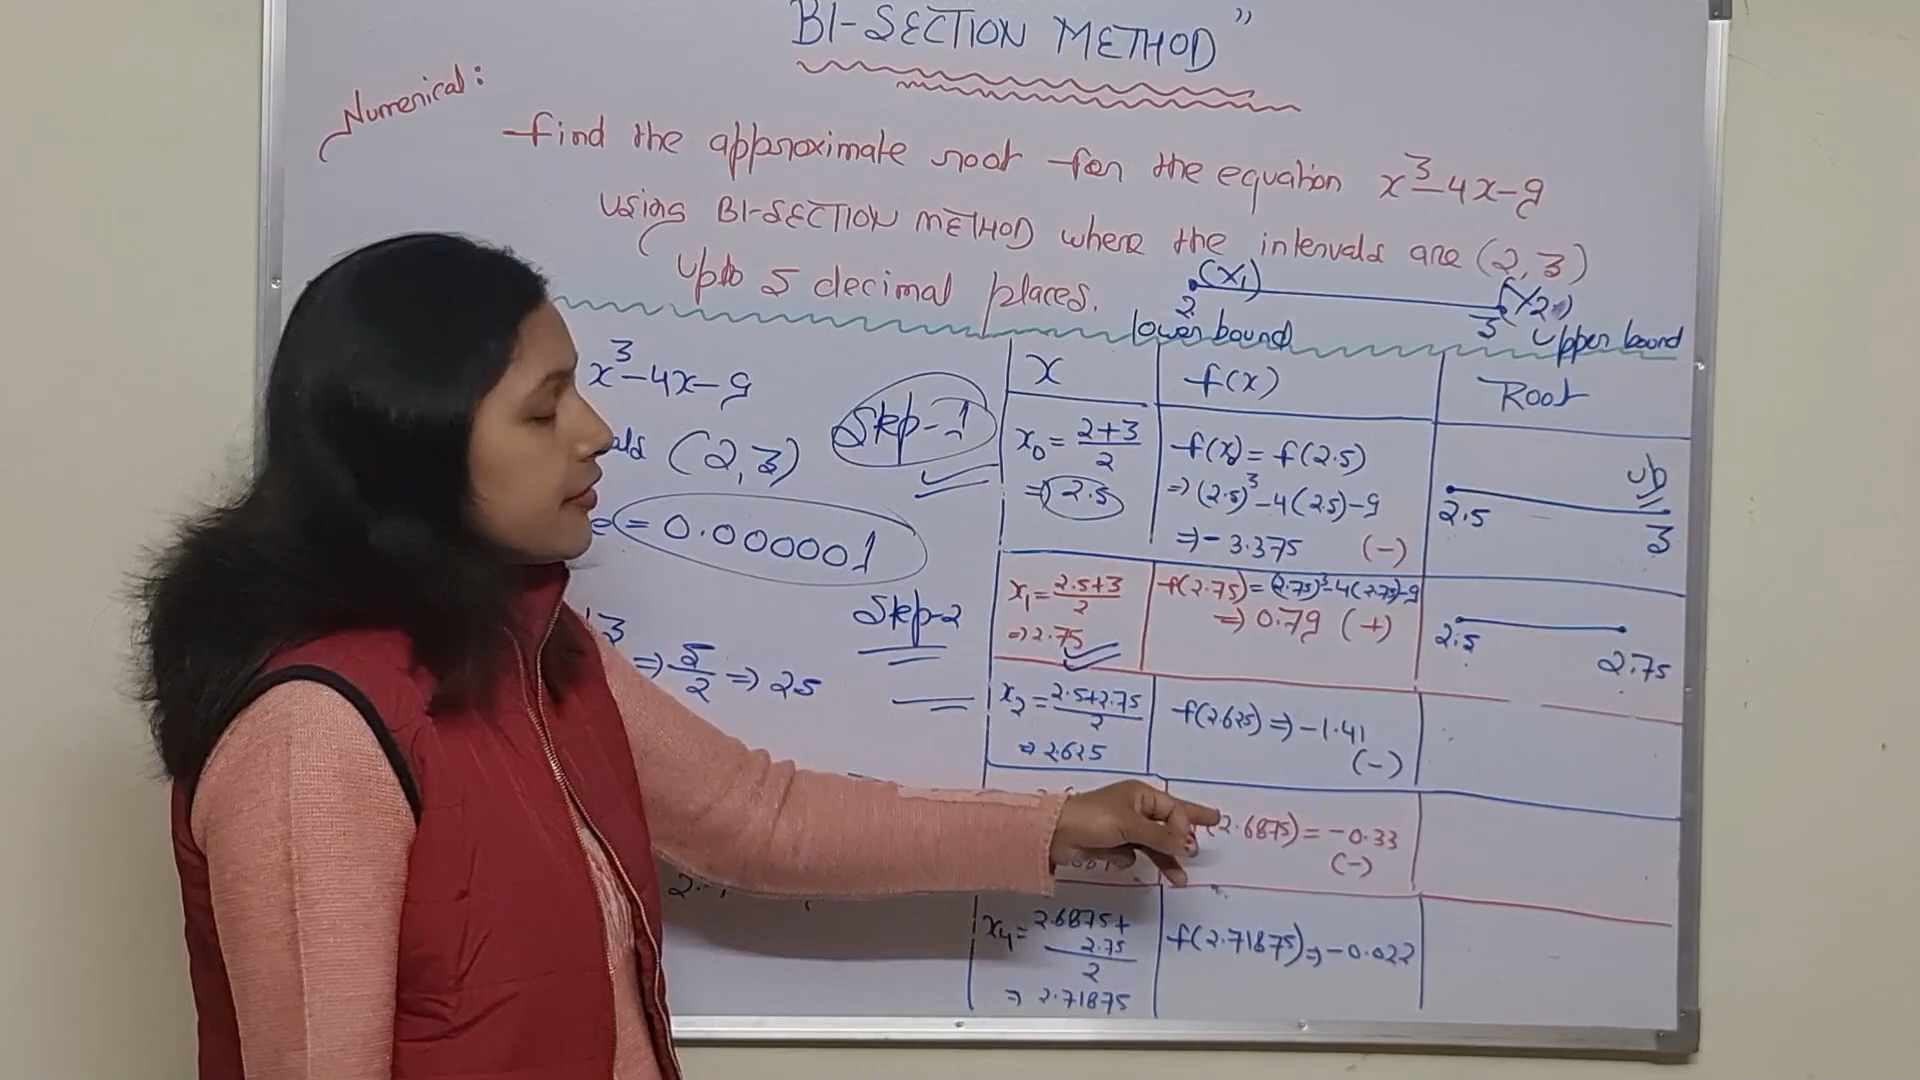 BI-SECTION METHOD"
Numerical:
find the approximate root for the equation x³-4x-9
using BI-SECTION METHOD where the intervals are (2, 3)
upto 5 decimal places.
(x1) (x2)
2 3
lower bound Upper bound
x³-4x-9
(2,3)
e = 0.000001
3 ⇒ 5/2 ⇒ 25
Step-1
Step-2
x f(x) Root
x0 = 2+3/2
⇒ 2.5
f(x) = f(2.5)
⇒ (2.5)³-4(2.5)-9
⇒ -3.375 (-)
ub
2.5 3
x1 = 2.5+3/2
⇒ 2.75
f(2.75) = (2.75)³-4(2.75)-9
⇒ 0.79 (+)
2.5 2.75
x2 = 2.5+2.75/2
⇒ 2.625
f(2.625) ⇒ -1.41
(-)
(2.6875) = -0.33
(-)
x4 = 2.6875+
2.75
2
⇒ 2.71875
f(2.71875) ⇒ -0.022